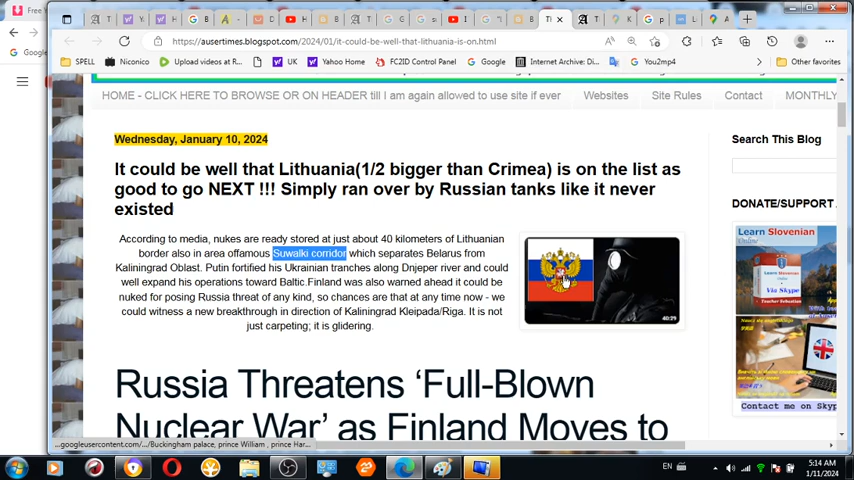 Free Y
SPELL
Y
H
B
D
H
I
B
Ti
T
K
p
A
Google
https://ausertimes.blogspot.com/2024/01/it-could-be-well-that-lithuania-is-on.html
SPELL Niconico Upload videos at R... UK Yahoo Home FC2ID Control Panel Google Internet Archive: Di... You2mp4 Other favorites
HOME - CLICK HERE TO BROWSE OR ON HEADER till I am again allowed to use site if ever Websites Site Rules Contact MONTHLY
Wednesday, January 10, 2024
It could be well that Lithuania(1/2 bigger than Crimea) is on the list as
good to go NEXT !!! Simply ran over by Russian tanks like it never
existed
According to media, nukes are ready stored at just about 40 kilometers of Lithuanian
border also in area offamous Suwalki corridor which separates Belarus from
Kaliningrad Oblast. Putin fortified his Ukrainian tranches along Dnjeper river and could
well expand his operations toward Baltic.Finland was also warned ahead it could be
nuked for posing Russia threat of any kind, so chances are that at any time now - we
could witness a new breakthrough in direction of Kaliningrad Kleipada/Riga. It is not
just carpeting; it is glidering.
40:29
Russia Threatens ‘Full-Blown
Nuclear War’ as Finland Moves to
Search This Blog
DONATE/SUPPORT
Learn Slovenian
Online
via Skype
Contact me on Skyp
...googleusercontent.com/.../Buckingham palace, prince William , prince Har...
EN
5:14 AM
1/11/2024